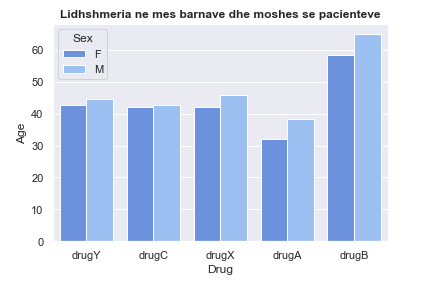 Lidhshmeria ne mes barnave dhe moshes se pacienteve
Sex
F
M
Age
60
50
40
30
20
10
0
drugY drugC drugX drugA drugB
Drug